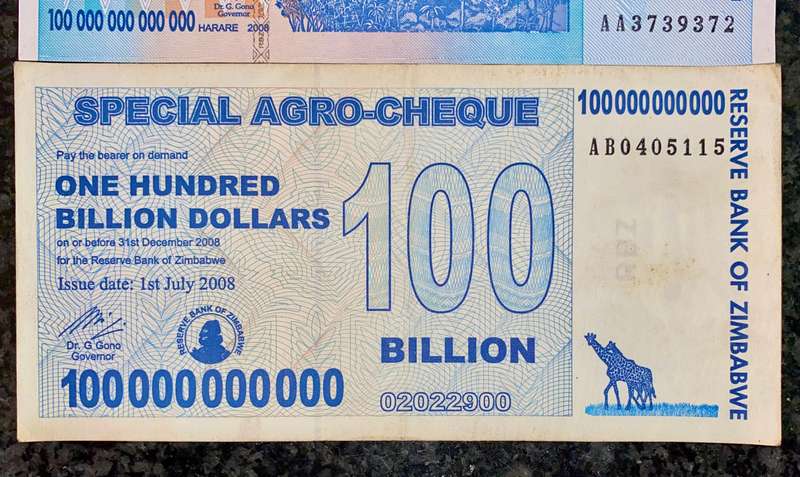 100 000 000 000 000
Dr. G. Gono
Governor
HARARE 2008
AA3739372
SPECIAL AGRO-CHEQUE
100000000000
AB0405115
Pay the bearer on demand
ONE HUNDRED
BILLION DOLLARS
on or before 31st December 2008
for the Reserve Bank of Zimbabwe
Issue date: 1st July 2008
100
BILLION
Dr. G Gono
Governor
RESERVE BANK OF ZIMBABWE
100000000000
02022900
RESERVE BANK OF ZIMBABWE